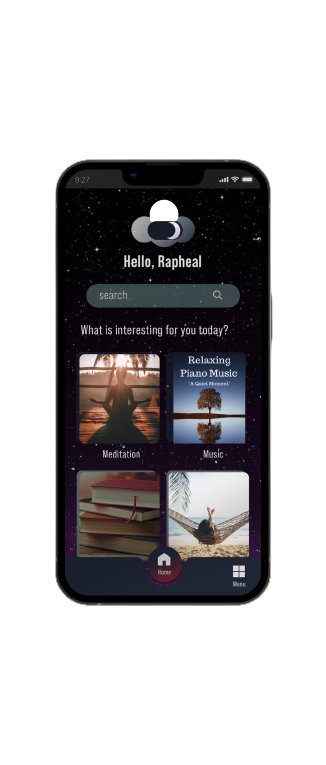 9:27
Hello, Rapheal
search.
What is interesting for you today?
Relaxing
Piano Music
"A Quiet Moment"
Meditation
Music
Home
Menu